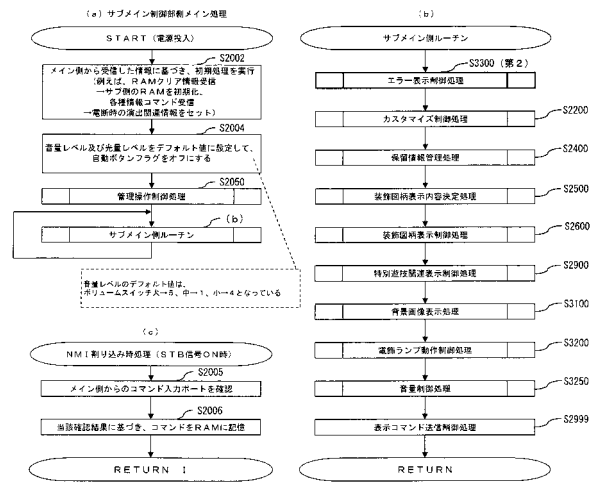 (a) サブメイン制御部側メイン処理
START(電源投入)
S2002
メイン側から受信した情報に基づき、初期処理を実行
(例えば、RAMクリア情報受信
→サブ側のRAMを初期化、
各種情報コマンド受信
→電断時の演出関連情報をセット)
S2004
音量レベル及び光量レベルをデフォルト値に設定して、
自動ボタンフラグをオフにする
S2050
管理操作制御処理
(b)
サブメイン側ルーチン
音量レベルのデフォルト値は、
ボリュームスイッチ大→5、中→1、小→4となっている
(c)
NMI割り込み時処理(STB信号ON時)
S2005
メイン側からのコマンド入力ポートを確認
S2006
当該確認結果に基づき、コマンドをRAMに記憶
RETURN I
(b)
サブメイン側ルーチン
S3300(第2)
エラー表示制御処理
S2200
カスタマイズ制御処理
S2400
保留情報管理処理
S2500
装飾図柄表示内容決定処理
S2600
装飾図柄表示制御処理
S2900
特別遊技関連表示制御処理
S3100
背景画像表示処理
S3200
電飾ランプ動作制御処理
S3250
音量制御処理
S2999
表示コマンド送信制御処理
RETURN